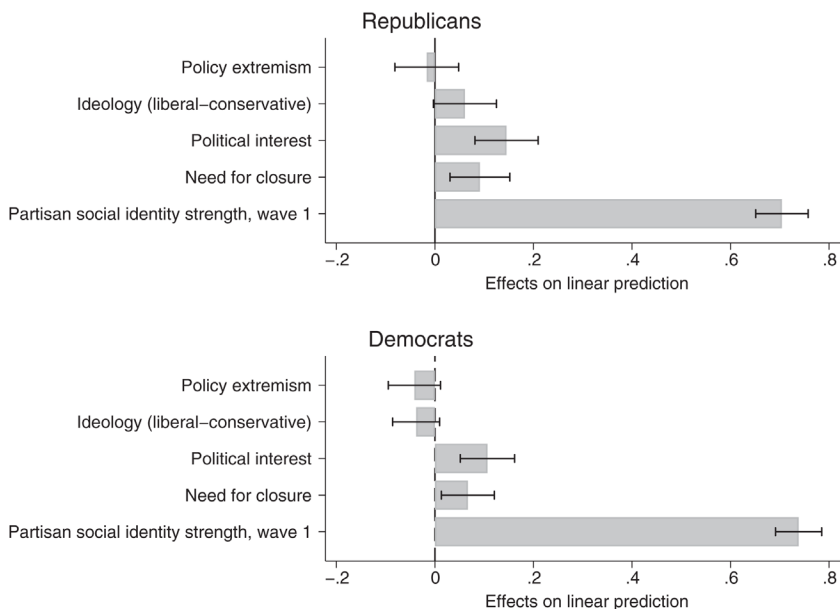 Republicans
Policy extremism
Ideology (liberal–conservative)
Political interest
Need for closure
Partisan social identity strength, wave 1
–.2 0 .2 .4 .6 .8
Effects on linear prediction
Democrats
Policy extremism
Ideology (liberal–conservative)
Political interest
Need for closure
Partisan social identity strength, wave 1
–.2 0 .2 .4 .6 .8
Effects on linear prediction